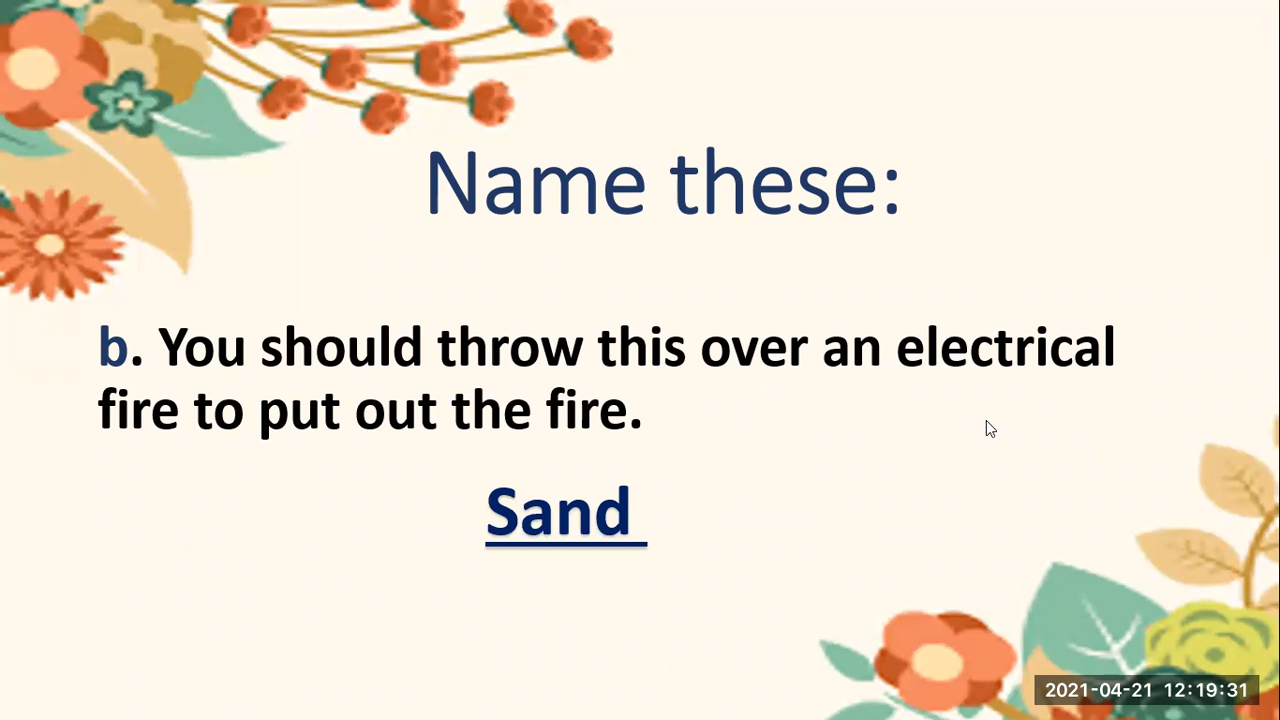 Name these:
b. You should throw this over an electrical
fire to put out the fire.
Sand
2021-04-21 12:19:31